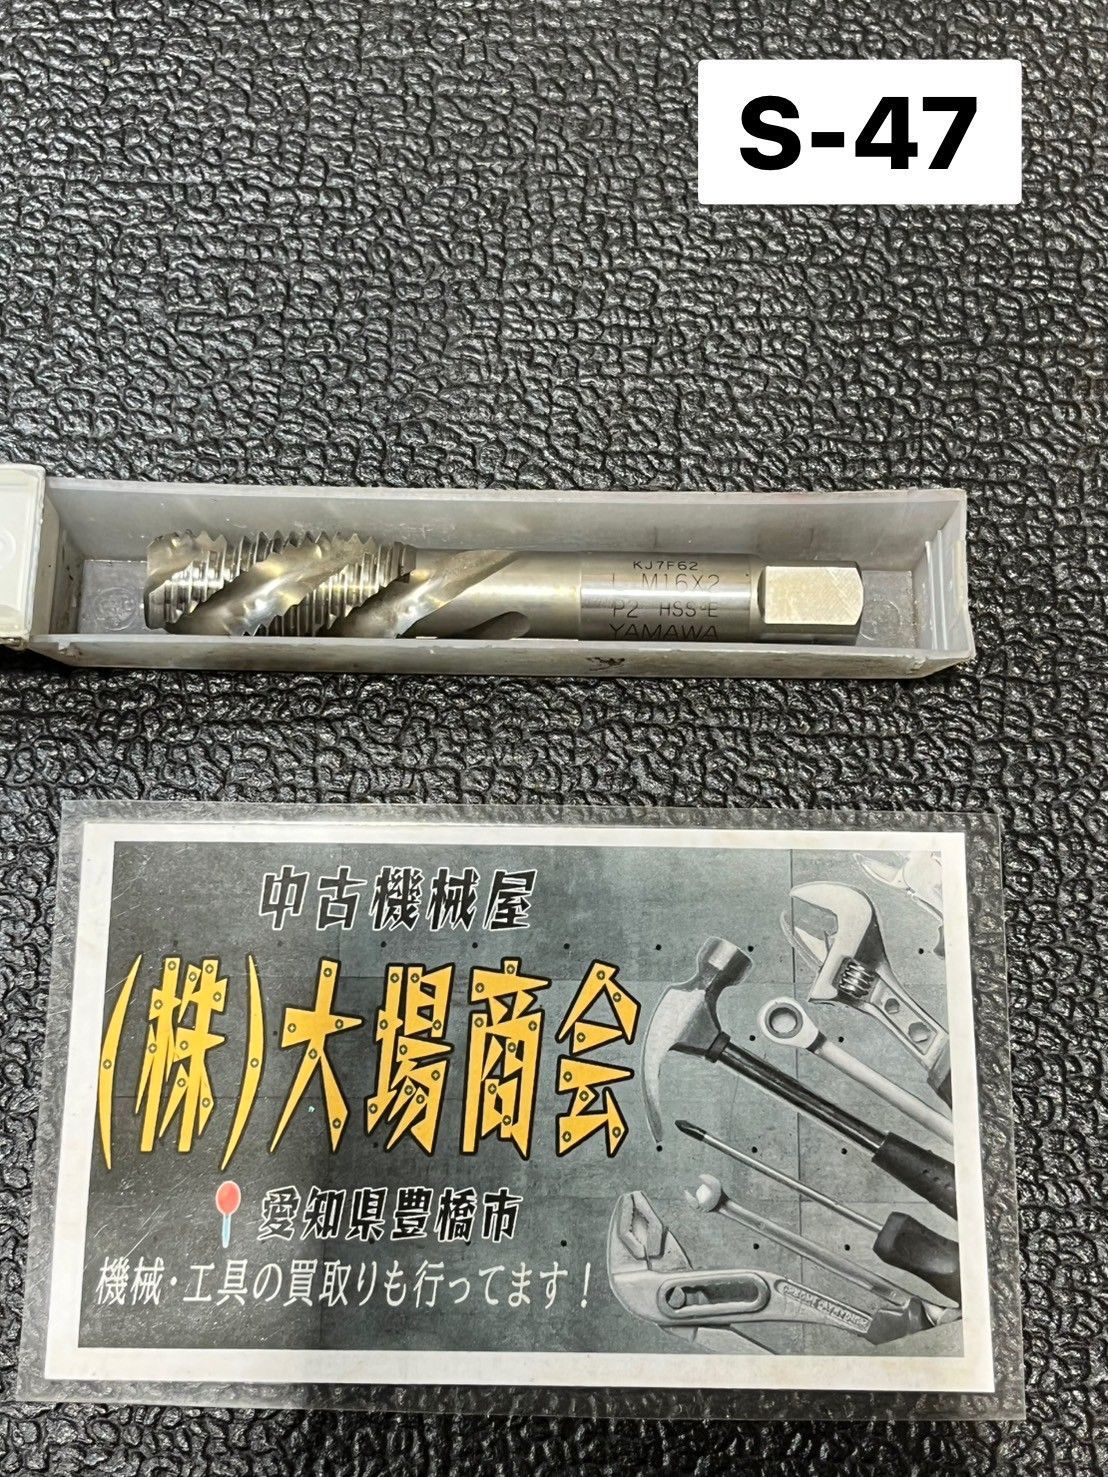 S-47
KJ7F62
L M16X2
P2 HSS-E
YAMAWA
中古機械屋
(株)大場商会
愛知県豊橋市
機械・工具の買取りも行ってます！